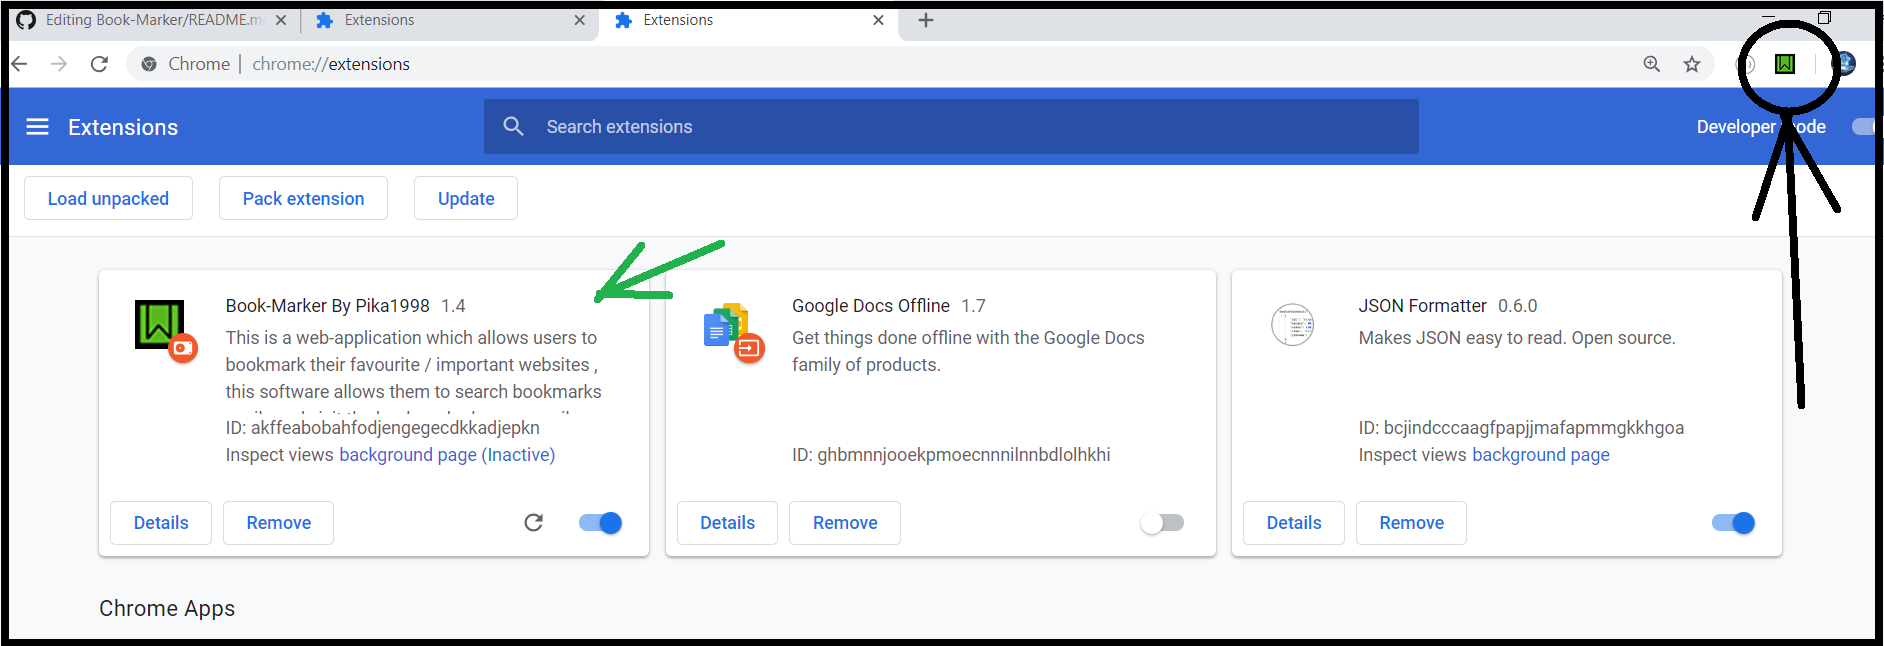 Editing Book-Marker/README.m
Extensions
Extensions
Chrome
chrome://extensions
Extensions
Search extensions
Developer mode
Load unpacked
Pack extension
Update
Book-Marker By Pika1998 1.4
This is a web-application which allows users to
bookmark their favourite / important websites ,
this software allows them to search bookmarks
ID: akffeabobahfodjengegecdkkadjepkn
Inspect views background page (Inactive)
Details
Remove
Google Docs Offline 1.7
Get things done offline with the Google Docs
family of products.
ID: ghbmnnjooekpmoecnnnilnnbdlolhkhi
Details
Remove
JSON Formatter 0.6.0
Makes JSON easy to read. Open source.
ID: bcjindcccaagfpapjjmafapmmgkkhgoa
Inspect views background page
Details
Remove
Chrome Apps